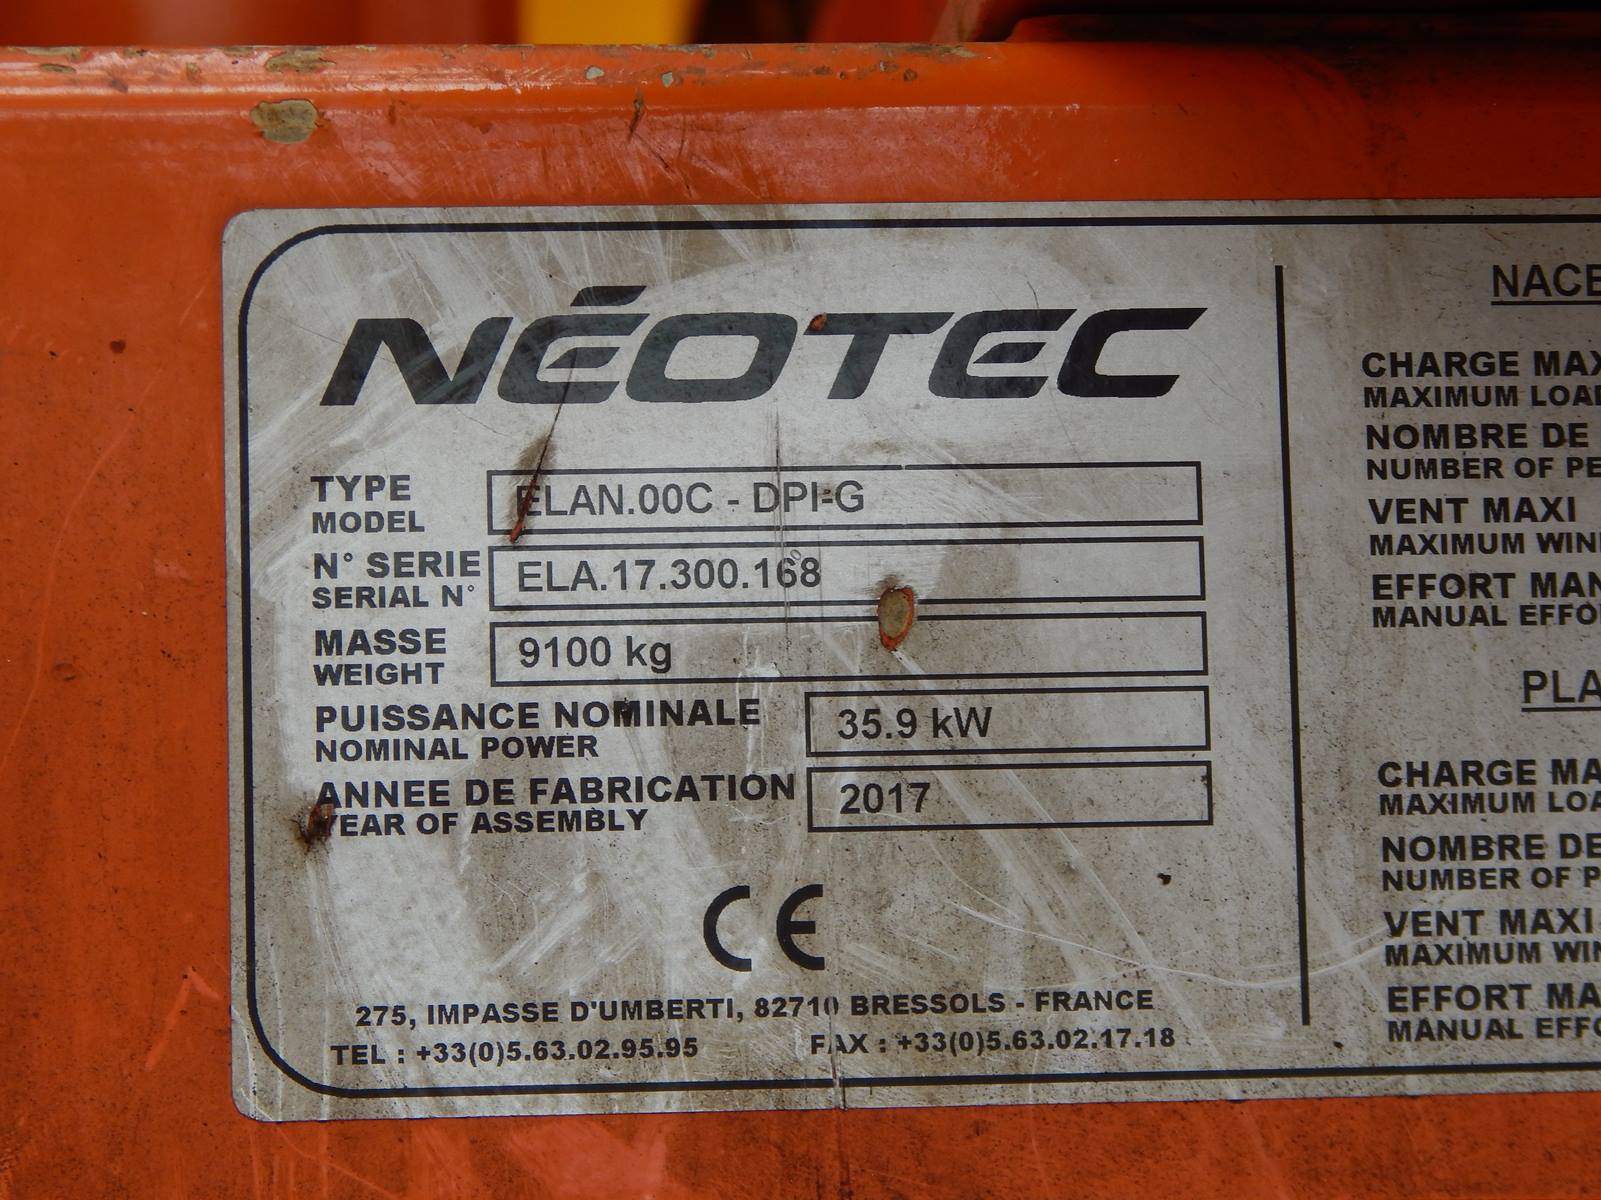 NÉOTEC
TYPE
MODEL
ELAN.00C - DPI-G
N° SERIE
SERIAL N°
ELA.17.300.168
MASSE
WEIGHT
9100 kg
PUISSANCE NOMINALE
NOMINAL POWER
35.9 kW
ANNEE DE FABRICATION
YEAR OF ASSEMBLY
2017
CE
275, IMPASSE D'UMBERTI, 82710 BRESSOLS - FRANCE
TEL : +33(0)5.63.02.95.95 FAX : +33(0)5.63.02.17.18
NACE
CHARGE MAX
MAXIMUM LOA
NOMBRE DE
NUMBER OF PE
VENT MAXI
MAXIMUM WIN
EFFORT MAN
MANUAL EFFO
PLA
CHARGE MA
MAXIMUM LOA
NOMBRE DE
NUMBER OF P
VENT MAXI
MAXIMUM WIN
EFFORT MA
MANUAL EFFO